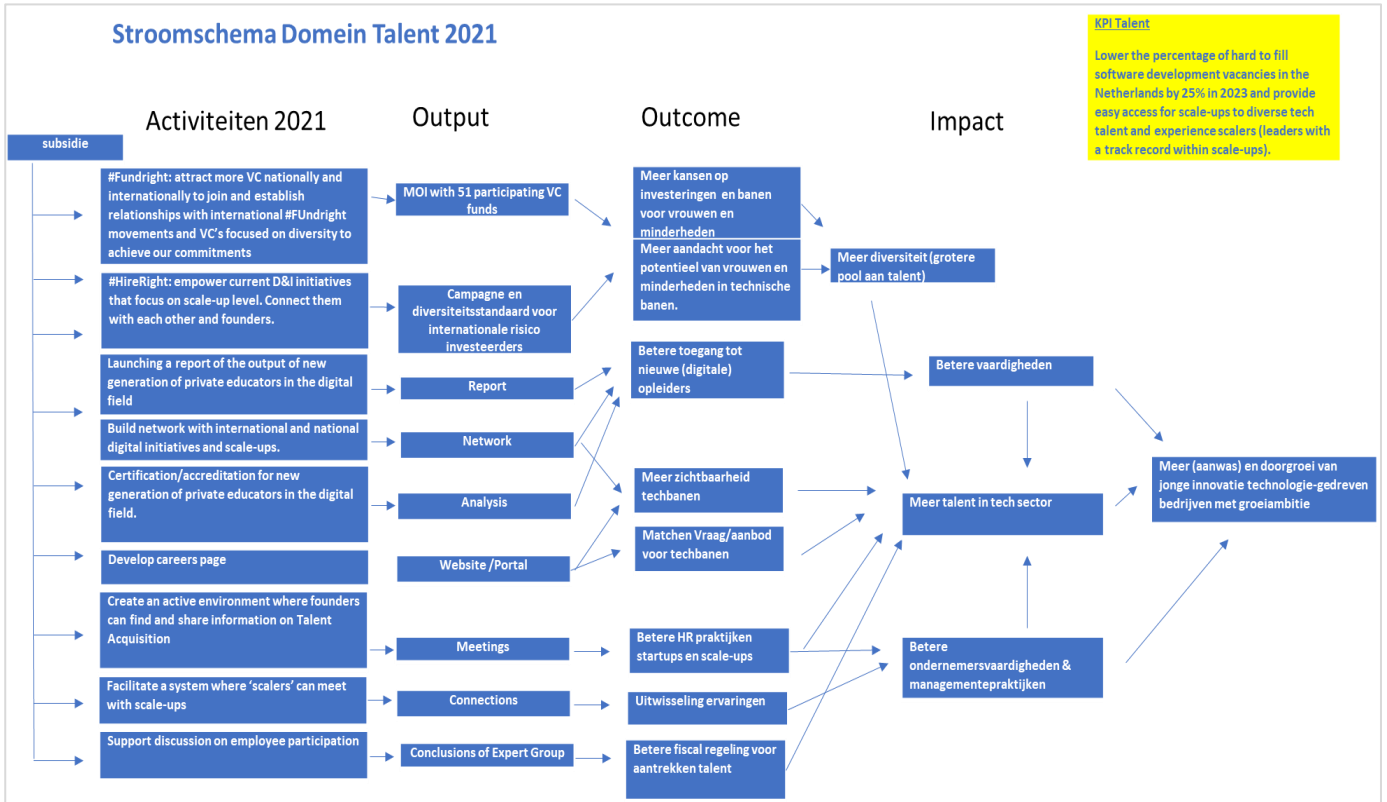 Stroomschema Domein Talent 2021
KPI Talent
Lower the percentage of hard to fill
software development vacancies in the
Netherlands by 25% in 2023 and provide
easy access for scale-ups to diverse tech
talent and experience scalers (leaders with
a track record within scale-ups).
Activiteiten 2021
Output
Outcome
Impact
subsidie
#Fundright: attract more VC nationally and
internationally to join and establish
relationships with international #FUndright
movements and VC's focused on diversity to
achieve our commitments
#HireRight: empower current D&I initiatives
that focus on scale-up level. Connect them
with each other and founders.
Launching a report of the output of new
generation of private educators in the digital
field
Build network with international and national
digital initiatives and scale-ups.
Certification/accreditation for new
generation of private educators in the digital
field.
Develop careers page
Create an active environment where founders
can find and share information on Talent
Acquisition
Facilitate a system where ‘scalers’ can meet
with scale-ups
Support discussion on employee participation
MOI with 51 participating VC
funds
Campagne en
diversiteitsstandaard voor
internationale risico
investeerders
Report
Network
Analysis
Website /Portal
Meetings
Connections
Conclusions of Expert Group
Meer kansen op
investeringen en banen
voor vrouwen en
minderheden
Meer aandacht voor het
potentieel van vrouwen en
minderheden in technische
banen.
Betere toegang tot
nieuwe (digitale)
opleiders
Meer zichtbaarheid
techbanen
Matchen Vraag/aanbod
voor techbanen
Betere HR praktijken
startups en scale-ups
Uitwisseling ervaringen
Betere fiscal regeling voor
aantrekken talent
Meer diversiteit (grotere
pool aan talent)
Betere vaardigheden
Meer talent in tech sector
Betere
ondernemersvaardigheden &
managementepraktijken
Meer (aanwas) en doorgroei van
jonge innovatie technologie-gedreven
bedrijven met groeiambitie